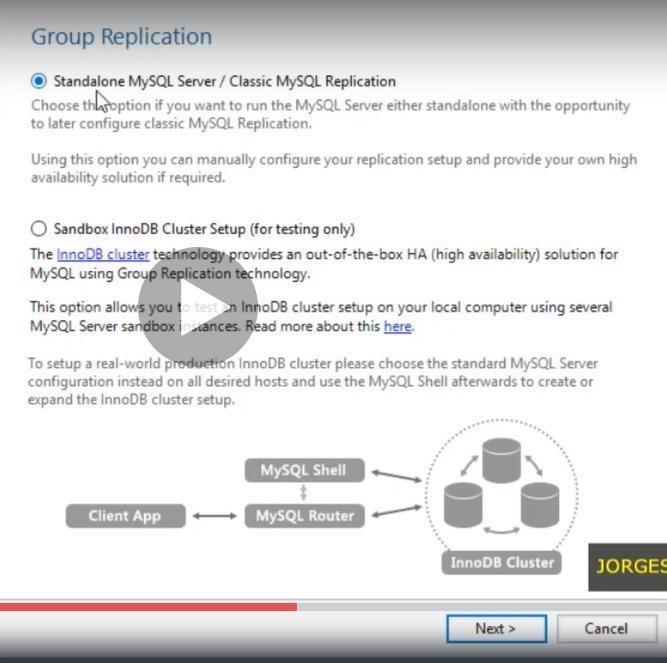 Group Replication
Standalone MySQL Server / Classic MySQL Replication
Choose this option if you want to run the MySQL Server either standalone with the opportunity
to later configure classic MySQL Replication.
Using this option you can manually configure your replication setup and provide your own high
availability solution if required.
Sandbox InnoDB Cluster Setup (for testing only)
The InnoDB cluster technology provides an out-of-the-box HA (high availability) solution for
MySQL using Group Replication technology.
This option allows you to test an InnoDB cluster setup on your local computer using several
MySQL Server sandbox instances. Read more about this here.
To setup a real-world production InnoDB cluster please choose the standard MySQL Server
configuration instead on all desired hosts and use the MySQL Shell afterwards to create or
expand the InnoDB cluster setup.
MySQL Shell
Client App
MySQL Router
InnoDB Cluster
JORGES
Next >
Cancel